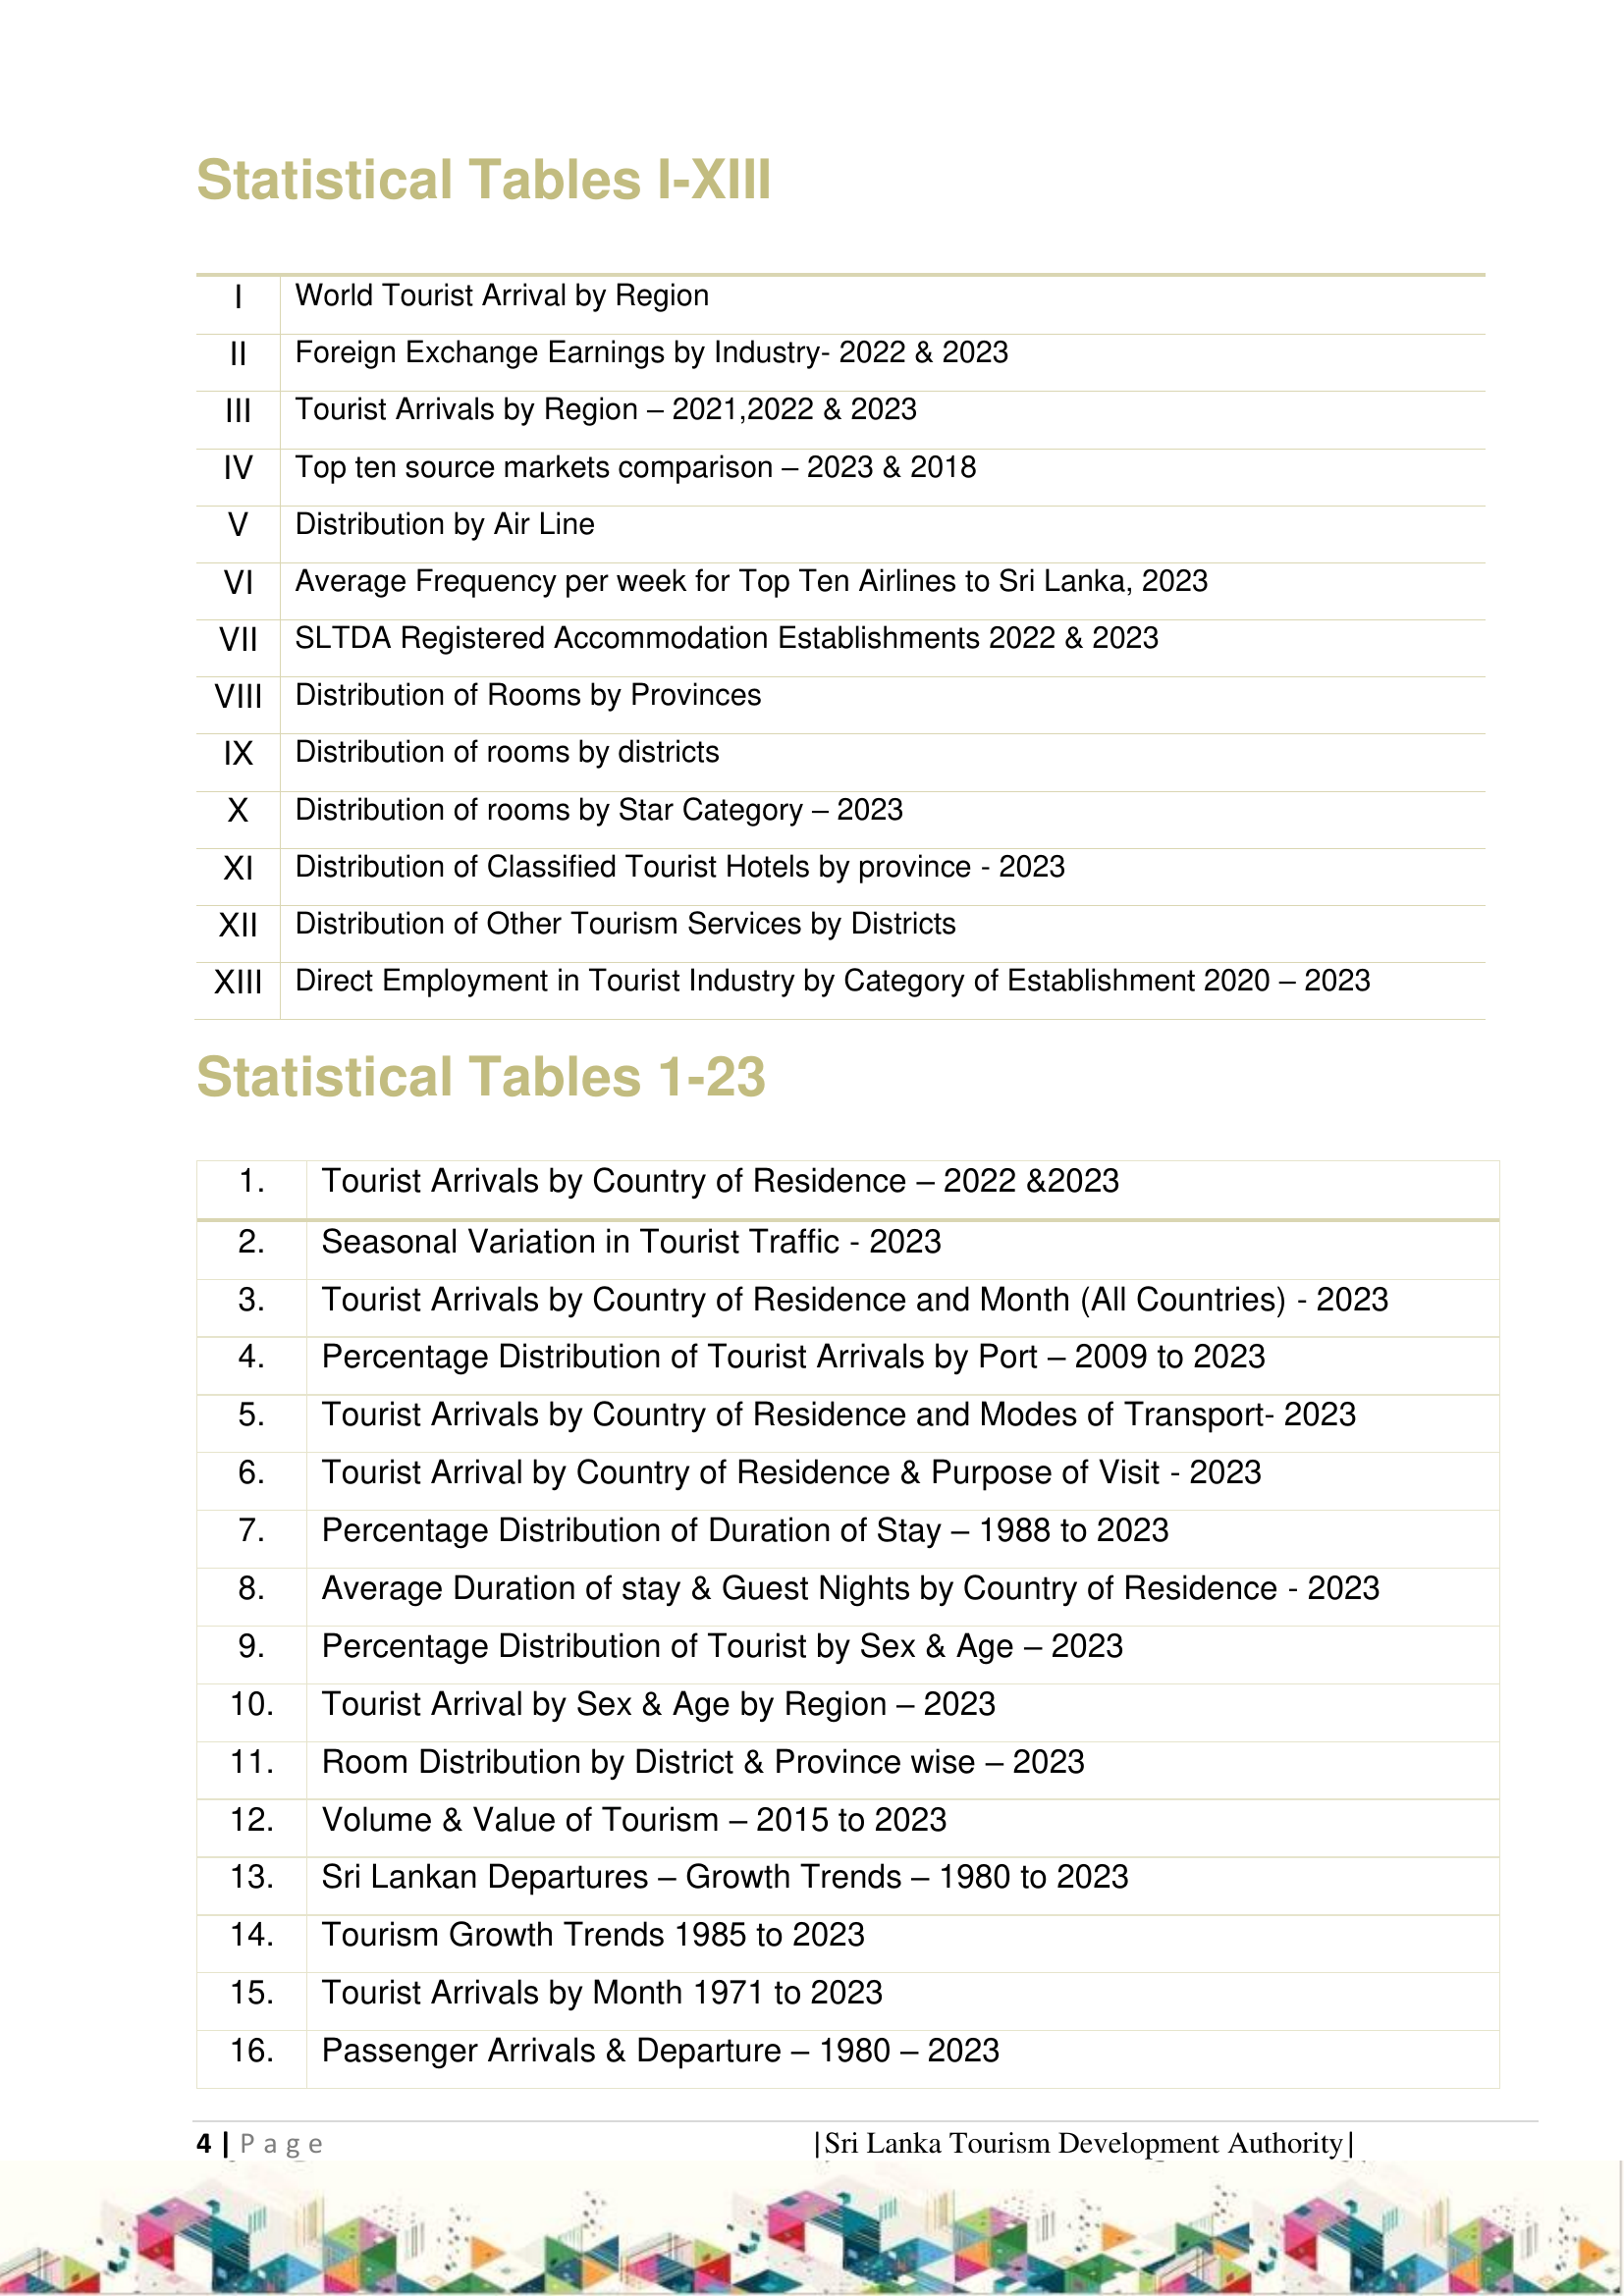 Statistical Tables I-XIII
I World Tourist Arrival by Region
II Foreign Exchange Earnings by Industry- 2022 & 2023
III Tourist Arrivals by Region – 2021,2022 & 2023
IV Top ten source markets comparison – 2023 & 2018
V Distribution by Air Line
VI Average Frequency per week for Top Ten Airlines to Sri Lanka, 2023
VII SLTDA Registered Accommodation Establishments 2022 & 2023
VIII Distribution of Rooms by Provinces
IX Distribution of rooms by districts
X Distribution of rooms by Star Category – 2023
XI Distribution of Classified Tourist Hotels by province - 2023
XII Distribution of Other Tourism Services by Districts
XIII Direct Employment in Tourist Industry by Category of Establishment 2020 – 2023
Statistical Tables 1-23
1. Tourist Arrivals by Country of Residence – 2022 &2023
2. Seasonal Variation in Tourist Traffic - 2023
3. Tourist Arrivals by Country of Residence and Month (All Countries) - 2023
4. Percentage Distribution of Tourist Arrivals by Port – 2009 to 2023
5. Tourist Arrivals by Country of Residence and Modes of Transport- 2023
6. Tourist Arrival by Country of Residence & Purpose of Visit - 2023
7. Percentage Distribution of Duration of Stay – 1988 to 2023
8. Average Duration of stay & Guest Nights by Country of Residence - 2023
9. Percentage Distribution of Tourist by Sex & Age – 2023
10. Tourist Arrival by Sex & Age by Region – 2023
11. Room Distribution by District & Province wise – 2023
12. Volume & Value of Tourism – 2015 to 2023
13. Sri Lankan Departures – Growth Trends – 1980 to 2023
14. Tourism Growth Trends 1985 to 2023
15. Tourist Arrivals by Month 1971 to 2023
16. Passenger Arrivals & Departure – 1980 – 2023
4 | Page |Sri Lanka Tourism Development Authority|